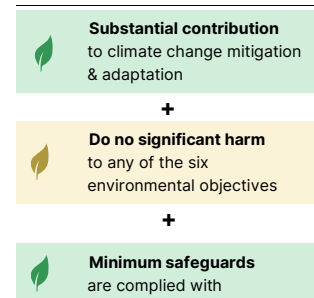 Substantial contribution
to climate change mitigation
& adaptation
+
Do no significant harm
to any of the six
environmental objectives
+
Minimum safeguards
are complied with